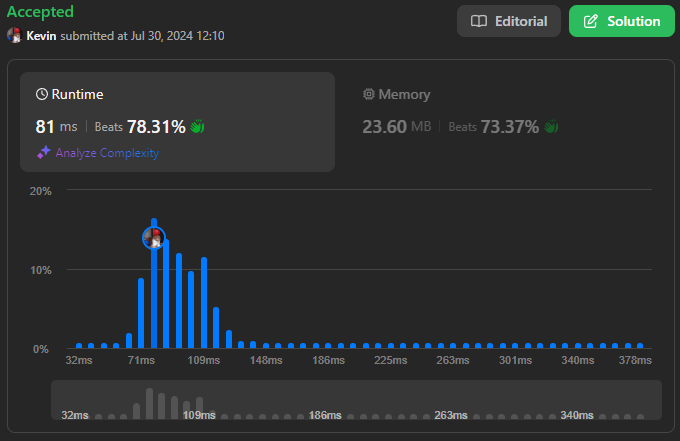 Accepted
Editorial
Solution
Kevin submitted at Jul 30, 2024 12:10
Runtime
Memory
81 ms Beats 78.31%
23.60 MB Beats 73.37%
Analyze Complexity
20%
10%
0%
32ms 71ms 109ms 148ms 186ms 225ms 263ms 301ms 340ms 378ms
32ms 109ms 186ms 263ms 340ms